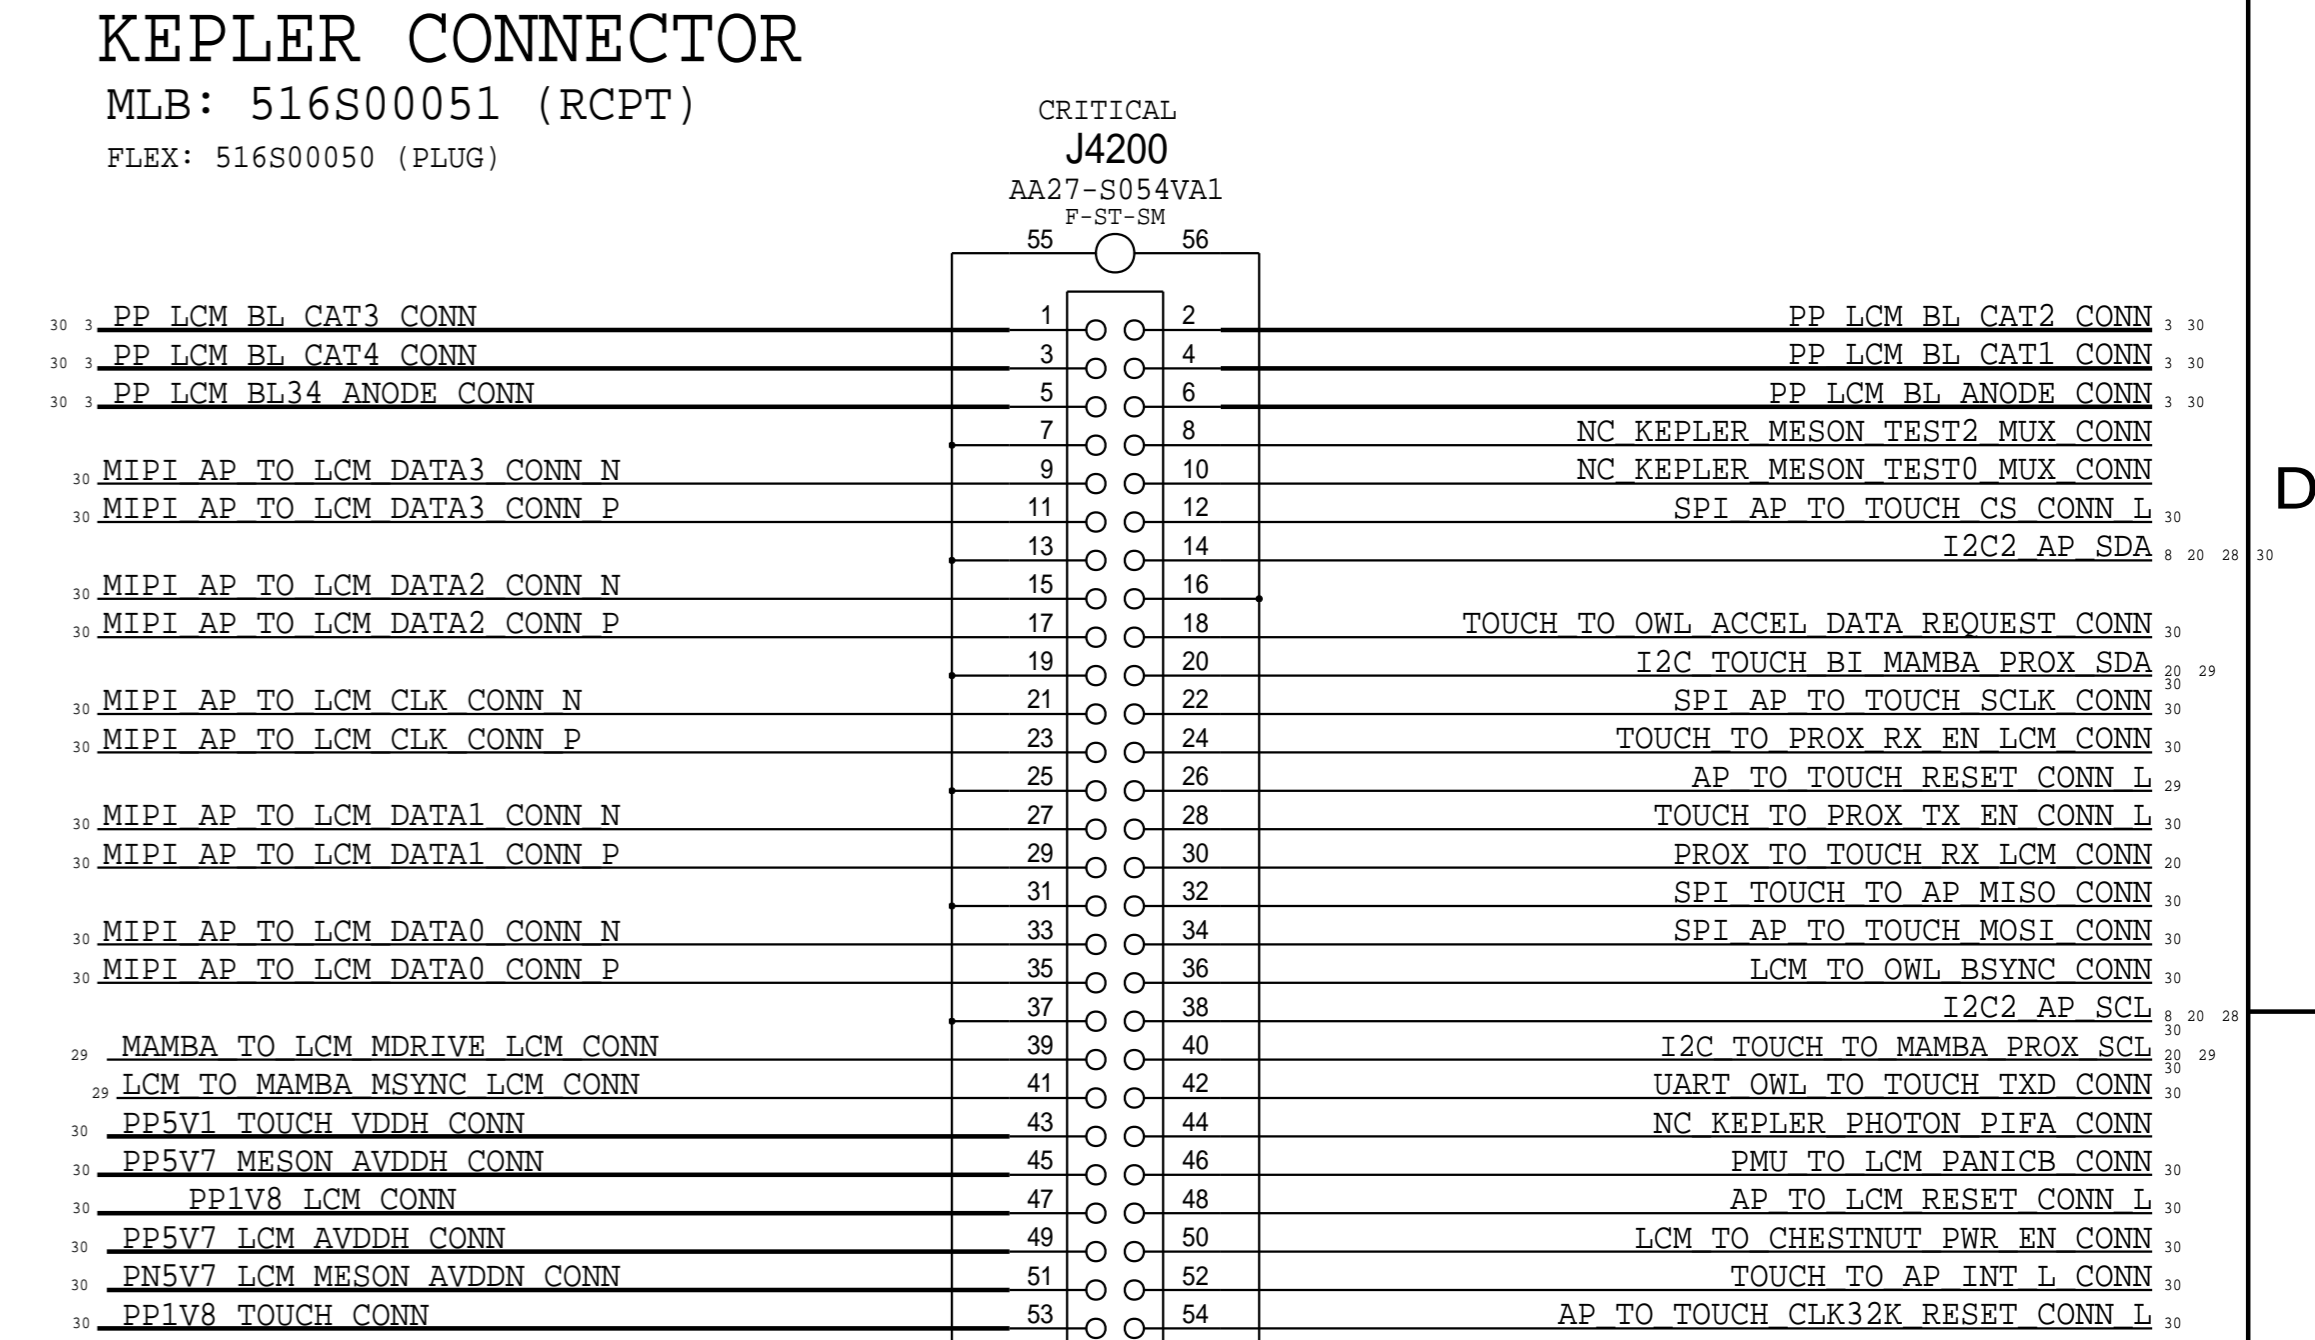 KEPLER CONNECTOR
MLB: 516S00051 (RCPT)
FLEX: 516S00050 (PLUG)
CRITICAL
J4200
AA27-S054VA1
F-ST-SM
55 56
30 3 PP_LCM_BL_CAT3_CONN 1 2 PP_LCM_BL_CAT2_CONN 3 30
30 3 PP_LCM_BL_CAT4_CONN 3 4 PP_LCM_BL_CAT1_CONN 3 30
30 3 PP_LCM_BL34_ANODE_CONN 5 6 PP_LCM_BL_ANODE_CONN 3 30
7 8 NC_KEPLER_MESON_TEST2_MUX_CONN
30 MIPI_AP_TO_LCM_DATA3_CONN_N 9 10 NC_KEPLER_MESON_TEST0_MUX_CONN
30 MIPI_AP_TO_LCM_DATA3_CONN_P 11 12 SPI_AP_TO_TOUCH_CS_CONN_L 30
13 14 I2C2_AP_SDA 8 20 28 30
30 MIPI_AP_TO_LCM_DATA2_CONN_N 15 16
30 MIPI_AP_TO_LCM_DATA2_CONN_P 17 18 TOUCH_TO_OWL_ACCEL_DATA_REQUEST_CONN 30
19 20 I2C_TOUCH_BI_MAMBA_PROX_SDA 20 29
30
30 MIPI_AP_TO_LCM_CLK_CONN_N 21 22 SPI_AP_TO_TOUCH_SCLK_CONN 30
30 MIPI_AP_TO_LCM_CLK_CONN_P 23 24 TOUCH_TO_PROX_RX_EN_LCM_CONN 30
25 26 AP_TO_TOUCH_RESET_CONN_L 29
30 MIPI_AP_TO_LCM_DATA1_CONN_N 27 28 TOUCH_TO_PROX_TX_EN_CONN_L 30
30 MIPI_AP_TO_LCM_DATA1_CONN_P 29 30 PROX_TO_TOUCH_RX_LCM_CONN 20
31 32 SPI_TOUCH_TO_AP_MISO_CONN 30
30 MIPI_AP_TO_LCM_DATA0_CONN_N 33 34 SPI_AP_TO_TOUCH_MOSI_CONN 30
30 MIPI_AP_TO_LCM_DATA0_CONN_P 35 36 LCM_TO_OWL_BSYNC_CONN 30
37 38 I2C2_AP_SCL 8 20 28
30
29 MAMBA_TO_LCM_MDRIVE_LCM_CONN 39 40 I2C_TOUCH_TO_MAMBA_PROX_SCL 20 29
30
29 LCM_TO_MAMBA_MSYNC_LCM_CONN 41 42 UART_OWL_TO_TOUCH_TXD_CONN 30
30 PP5V1_TOUCH_VDDH_CONN 43 44 NC_KEPLER_PHOTON_PIFA_CONN
30 PP5V7_MESON_AVDDH_CONN 45 46 PMU_TO_LCM_PANICB_CONN 30
30 PP1V8_LCM_CONN 47 48 AP_TO_LCM_RESET_CONN_L 30
30 PP5V7_LCM_AVDDH_CONN 49 50 LCM_TO_CHESTNUT_PWR_EN_CONN 30
30 PN5V7_LCM_MESON_AVDDN_CONN 51 52 TOUCH_TO_AP_INT_L_CONN 30
30 PP1V8_TOUCH_CONN 53 54 AP_TO_TOUCH_CLK32K_RESET_CONN_L 30
D